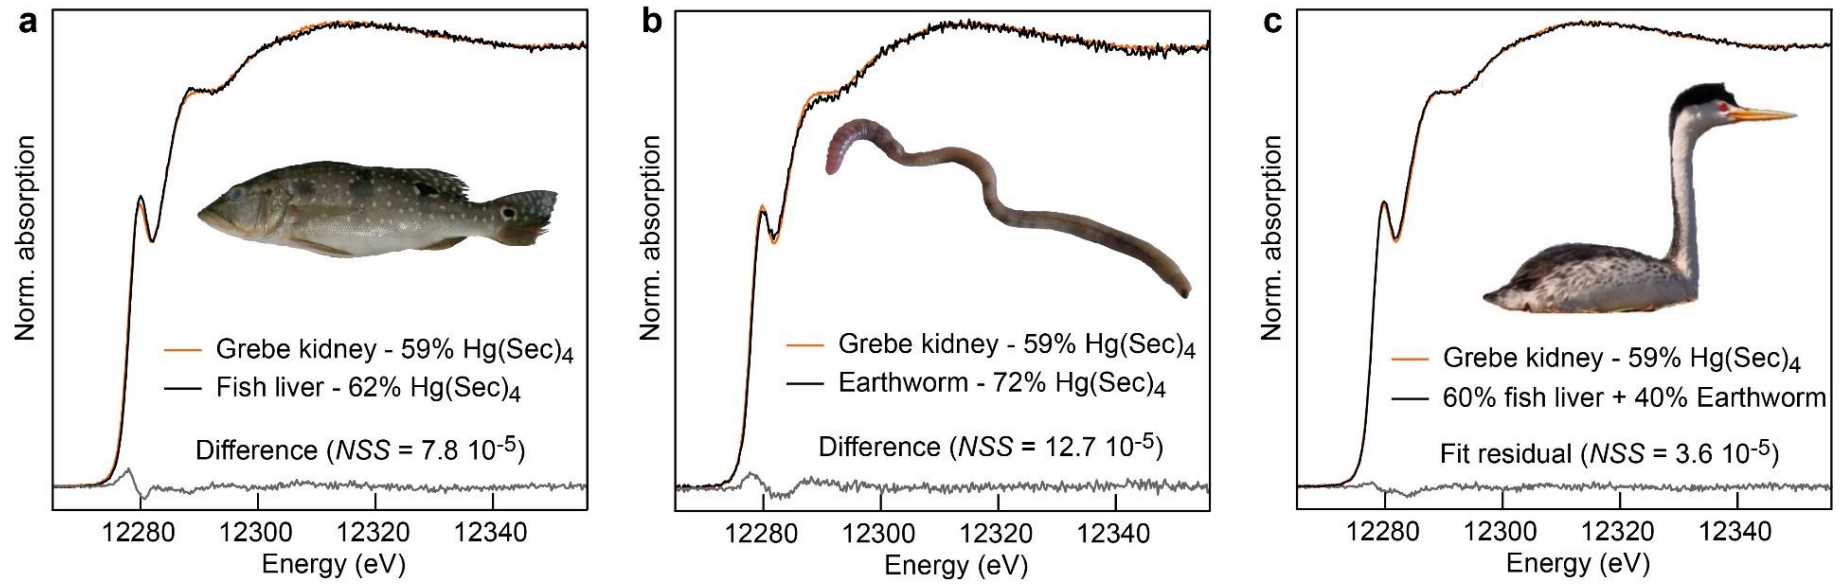 a
Norm. absorption
Grebe kidney - 59% Hg(Sec)4
Fish liver - 62% Hg(Sec)4
Difference (NSS = 7.8 10-5)
12280 12300 12320 12340
Energy (eV)
b
Norm. absorption
Grebe kidney - 59% Hg(Sec)4
Earthworm - 72% Hg(Sec)4
Difference (NSS = 12.7 10-5)
12280 12300 12320 12340
Energy (eV)
c
Norm. absorption
Grebe kidney - 59% Hg(Sec)4
60% fish liver + 40% Earthworm
Fit residual (NSS = 3.6 10-5)
12280 12300 12320 12340
Energy (eV)